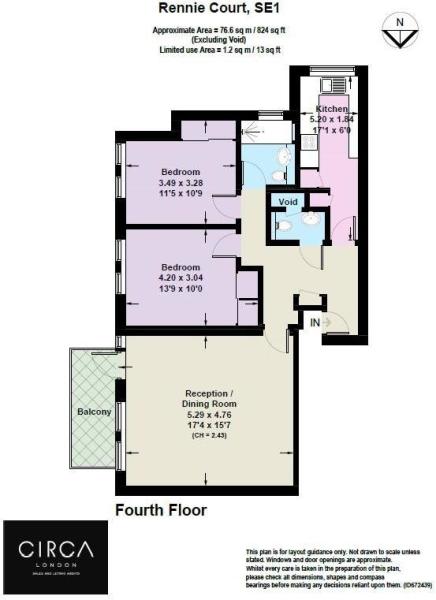 Rennie Court, SE1
Approximate Area = 76.6 sq m / 824 sq ft
(Excluding Void)
Limited use Area = 1.2 sq m / 13 sq ft
N
Kitchen
5.20 x 1.84
17'1 x 6'0
Bedroom
3.49 x 3.28
11'5 x 10'9
Void
Bedroom
4.20 x 3.04
13'9 x 10'0
IN
Reception /
Dining Room
5.29 x 4.76
17'4 x 15'7
(CH = 2.43)
Balcony
Fourth Floor
CIRCA
LONDON
SALES AND LETTING AGENTS
This plan is for layout guidance only. Not drawn to scale unless
stated. Windows and door openings are approximate.
Whilst every care is taken in the preparation of this plan,
please check all dimensions, shapes and compass
bearings before making any decisions reliant upon them. (ID672439)